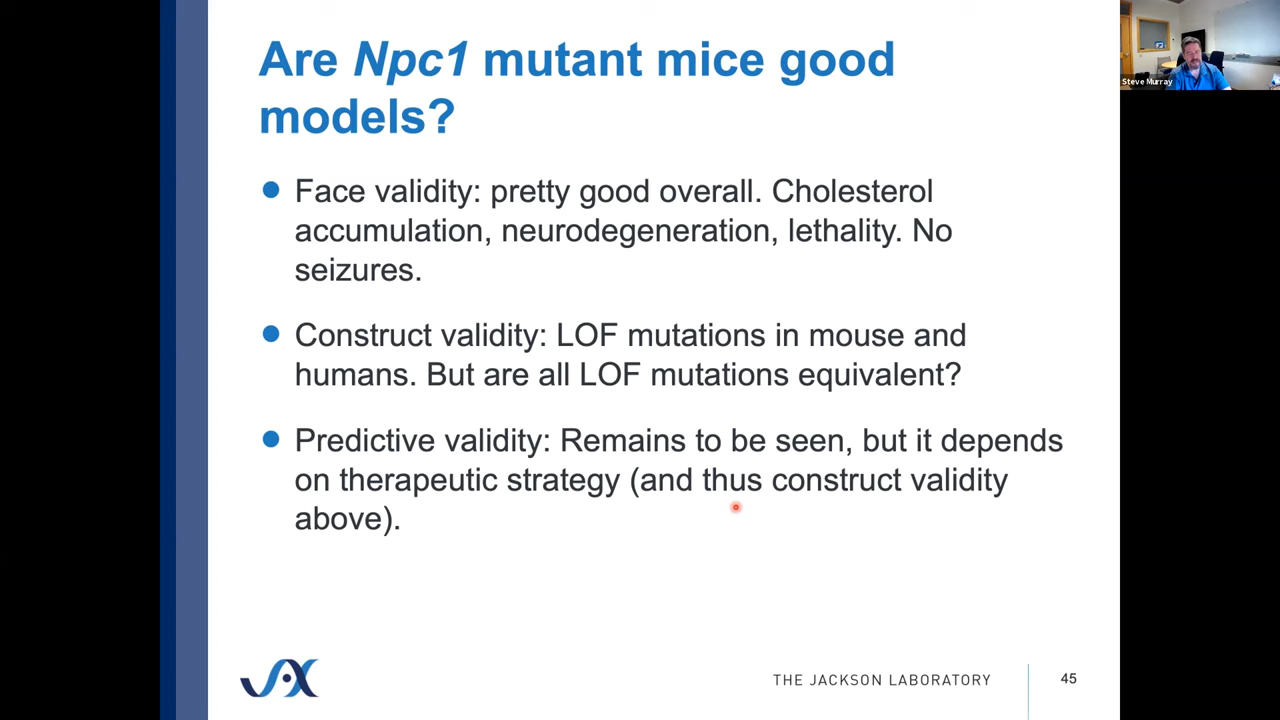 Are Npc1 mutant mice good
models?
Steve Murray
Face validity: pretty good overall. Cholesterol
accumulation, neurodegeneration, lethality. No
seizures.
Construct validity: LOF mutations in mouse and
humans. But are all LOF mutations equivalent?
Predictive validity: Remains to be seen, but it depends
on therapeutic strategy (and thus construct validity
above).
JAX
THE JACKSON LABORATORY
45